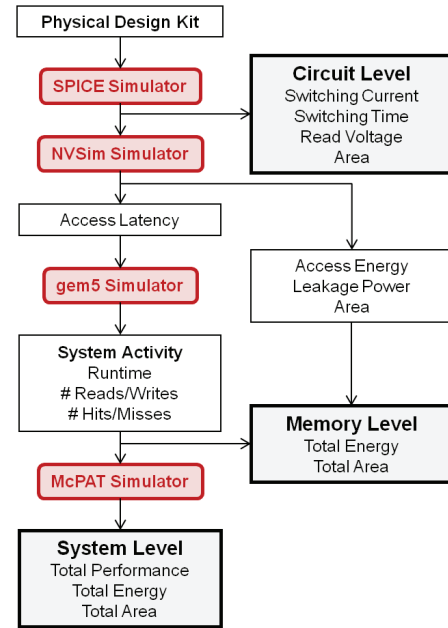 Physical Design Kit
SPICE Simulator
Circuit Level
Switching Current
Switching Time
Read Voltage
Area
NVSim Simulator
Access Latency
Access Energy
Leakage Power
Area
gem5 Simulator
System Activity
Runtime
# Reads/Writes
# Hits/Misses
Memory Level
Total Energy
Total Area
McPAT Simulator
System Level
Total Performance
Total Energy
Total Area